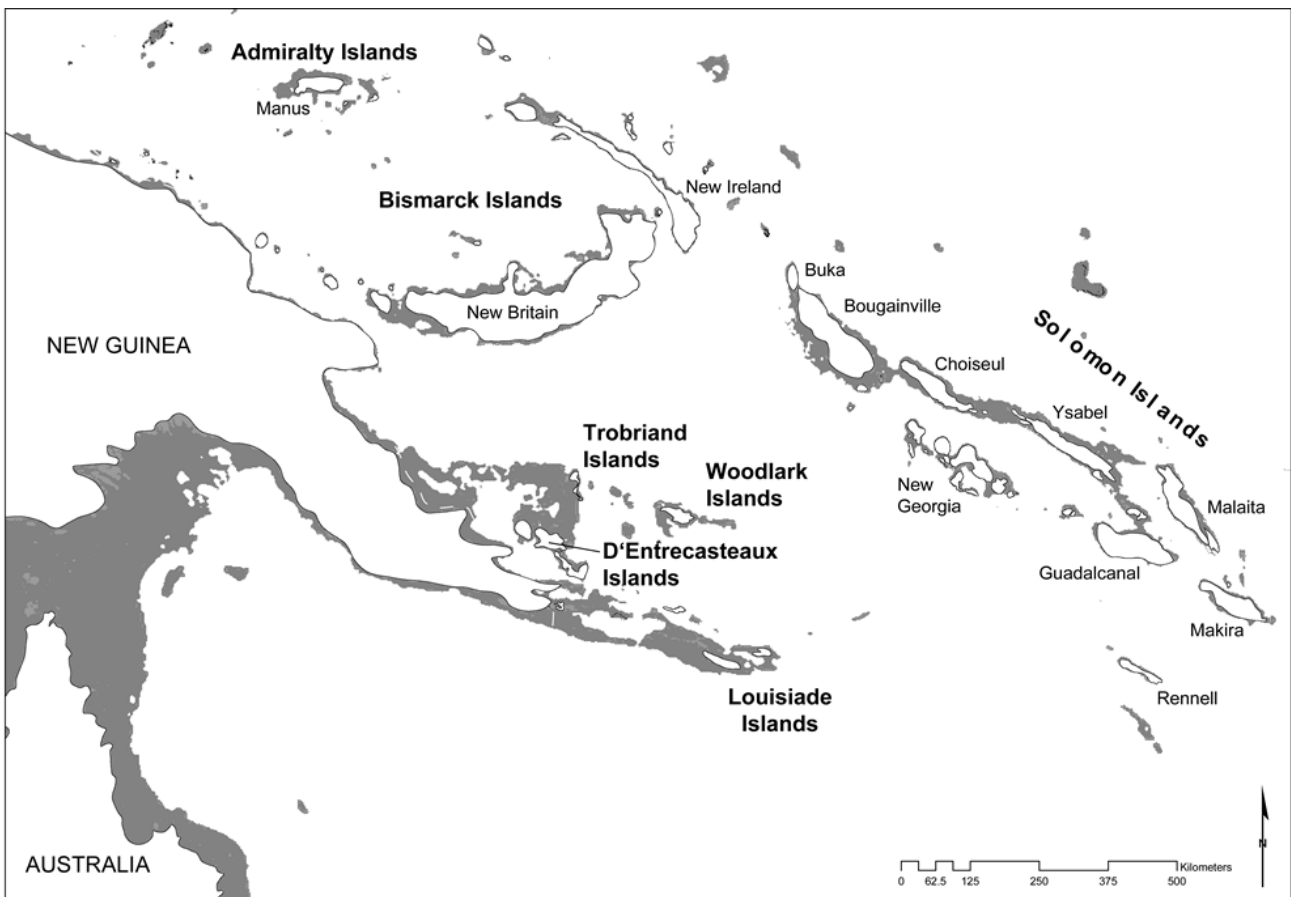 Admiralty Islands
Manus
New Ireland
Bismarck Islands
Buka
Bougainville
New Britain
Solomon Islands
NEW GUINEA
Choiseul
Ysabel
Trobriand
Islands
Woodlark
Islands
New
Georgia
Malaita
D'Entrecasteaux
Islands
Guadalcanal
Makira
Rennell
Louisiade
Islands
N
AUSTRALIA
Kilometers
0 62.5 125 250 375 500